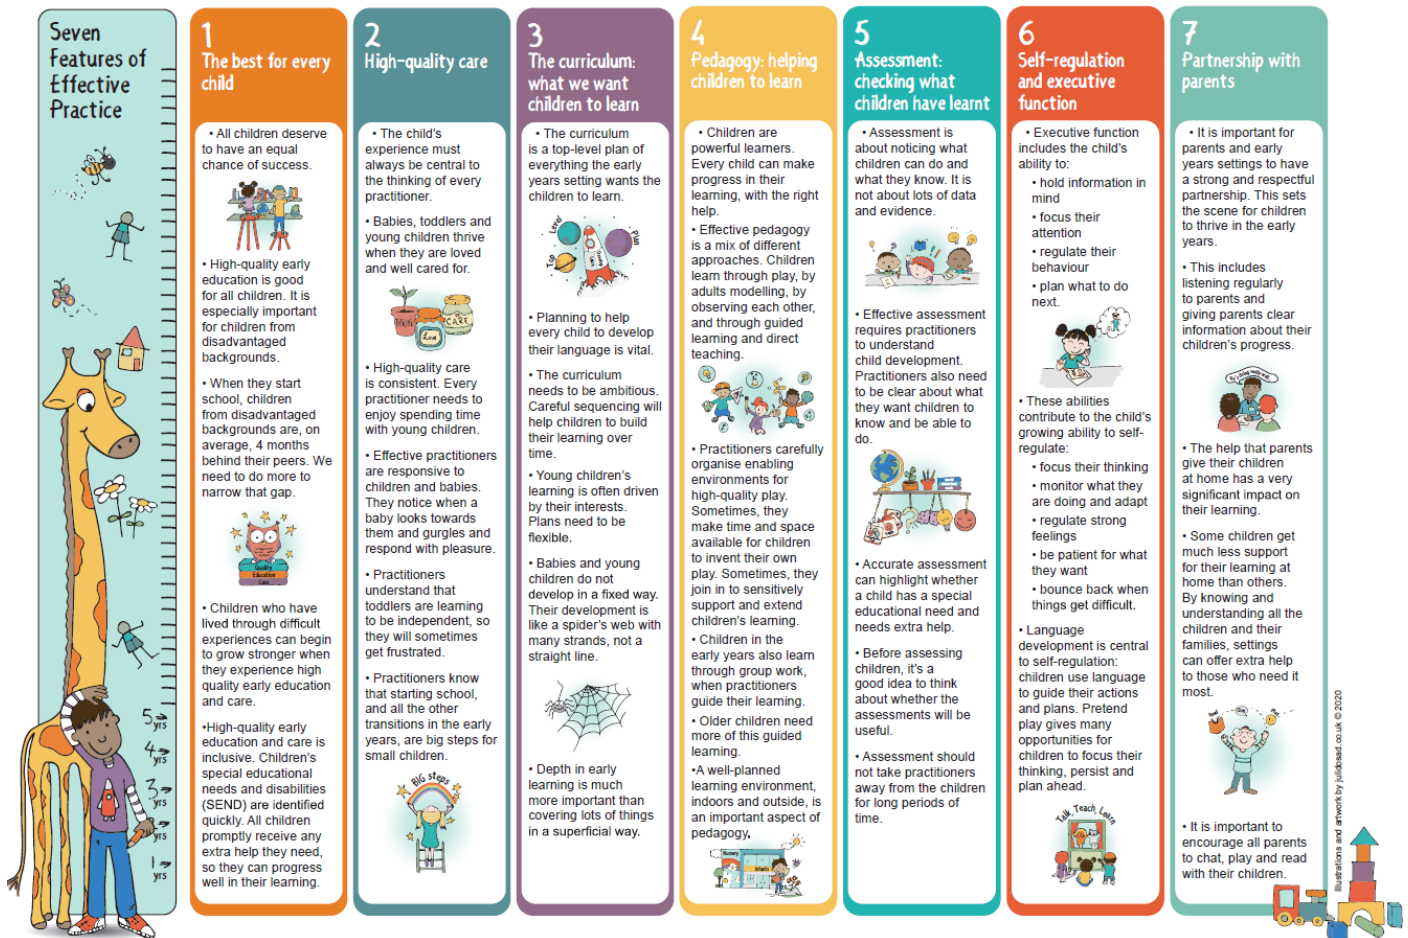 Seven
Features of
Effective
Practice
5 yrs
4 yrs
3 yrs
yrs
1 yrs
1
The best for every
child
• All children deserve
to have an equal
chance of success.
• High-quality early
education is good
for all children. It is
especially important
for children from
disadvantaged
backgrounds.
• When they start
school, children
from disadvantaged
backgrounds are, on
average, 4 months
behind their peers. We
need to do more to
narrow that gap.
Quality
Education
Care
• Children who have
lived through difficult
experiences can begin
to grow stronger when
they experience high
quality early education
and care.
•High-quality early
education and care is
inclusive. Children's
special educational
needs and disabilities
(SEND) are identified
quickly. All children
promptly receive any
extra help they need,
so they can progress
well in their learning.
2
High-quality care
• The child's
experience must
always be central to
the thinking of every
practitioner.
• Babies, toddlers and
young children thrive
when they are loved
and well cared for.
Love
CARE
• High-quality care
is consistent. Every
practitioner needs to
enjoy spending time
with young children.
• Effective practitioners
are responsive to
children and babies.
They notice when a
baby looks towards
them and gurgles and
respond with pleasure.
• Practitioners
understand that
toddlers are learning
to be independent, so
they will sometimes
get frustrated.
• Practitioners know
that starting school,
and all the other
transitions in the early
years, are big steps for
small children.
BIG steps
3
The curriculum:
what we want
children to learn
• The curriculum
is a top-level plan of
everything the early
years setting wants the
children to learn.
Top
Level
Plan
• Planning to help
every child to develop
their language is vital.
• The curriculum
needs to be ambitious.
Careful sequencing will
help children to build
their learning over
time.
• Young children's
learning is often driven
by their interests.
Plans need to be
flexible.
• Babies and young
children do not
develop in a fixed way.
Their development is
like a spider's web with
many strands, not a
straight line.
• Depth in early
learning is much
more important than
covering lots of things
in a superficial way.
4
Pedagogy: helping
children to learn
• Children are
powerful learners.
Every child can make
progress in their
learning, with the right
help.
• Effective pedagogy
is a mix of different
approaches. Children
learn through play, by
adults modelling, by
observing each other,
and through guided
learning and direct
teaching.
• Practitioners carefully
organise enabling
environments for
high-quality play.
Sometimes, they
make time and space
available for children
to invent their own
play. Sometimes, they
join in to sensitively
support and extend
children's learning.
• Children in the
early years also learn
through group work,
when practitioners
guide their learning.
• Older children need
more of this guided
learning.
•A well-planned
learning environment,
indoors and outside, is
an important aspect of
pedagogy,
Nursery
Infants
5
Assessment:
checking what
children have learnt
• Assessment is
about noticing what
children can do and
what they know. It is
not about lots of data
and evidence.
• Effective assessment
requires practitioners
to understand
child development.
Practitioners also need
to be clear about what
they want children to
know and be able to
do.
• Accurate assessment
can highlight whether
a child has a special
educational need and
needs extra help.
• Before assessing
children, it's a
good idea to think
about whether the
assessments will be
useful.
• Assessment should
not take practitioners
away from the children
for long periods of
time.
6
Self-regulation
and executive
function
• Executive function
includes the child's
ability to:
• hold information in
mind
• focus their
attention
• regulate their
behaviour
• plan what to do
next.
• These abilities
contribute to the child's
growing ability to self-
regulate:
• focus their thinking
• monitor what they
are doing and adapt
• regulate strong
feelings
• be patient for what
they want
• bounce back when
things get difficult.
• Language
development is central
to self-regulation:
children use language
to guide their actions
and plans. Pretend
play gives many
opportunities for
children to focus their
thinking, persist and
plan ahead.
Talk, Teach, Learn
7
Partnership with
parents
• It is important for
parents and early
years settings to have
a strong and respectful
partnership. This sets
the scene for children
to thrive in the early
years.
• This includes
listening regularly
to parents and
giving parents clear
information about their
children's progress.
• The help that parents
give their children
at home has a very
significant impact on
their learning.
• Some children get
much less support
for their learning at
home than others.
By knowing and
understanding all the
children and their
families, settings
can offer extra help
to those who need it
most.
• It is important to
encourage all parents
to chat, play and read
with their children.
Illustrations and artwork by julidosad.co.uk © 2020